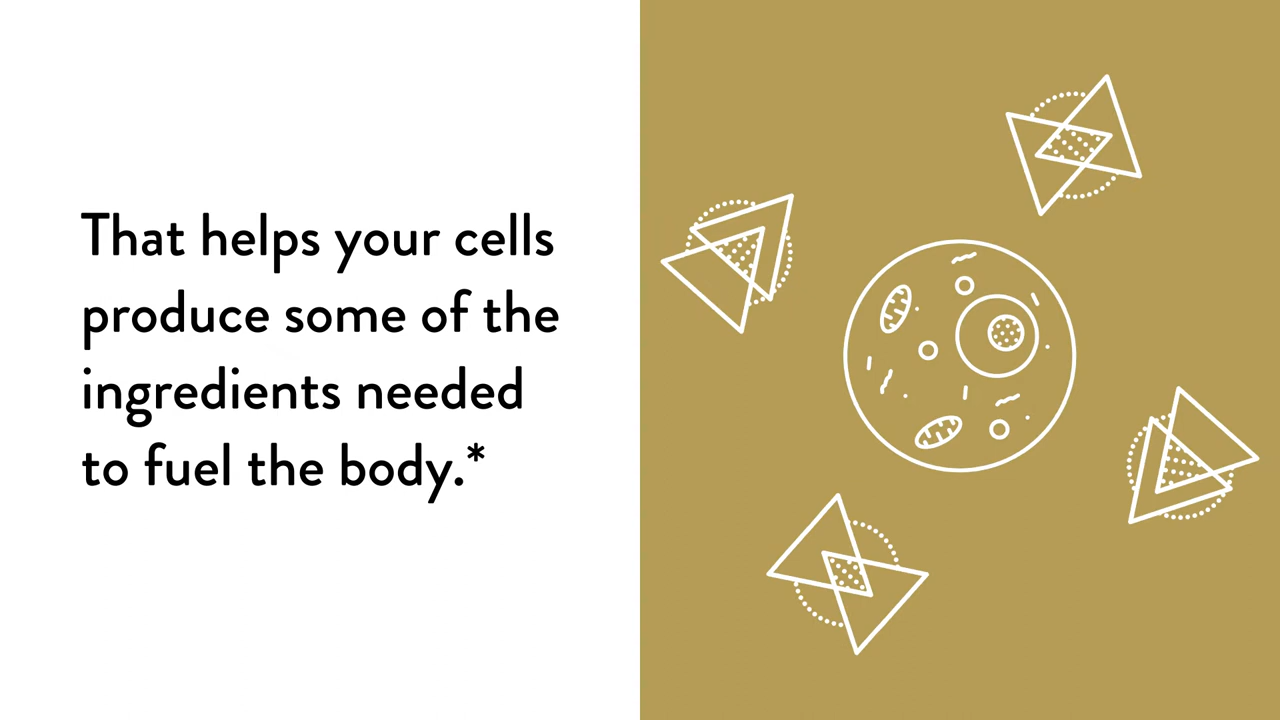 That helps your cells
produce some of the
ingredients needed
to fuel the body.*